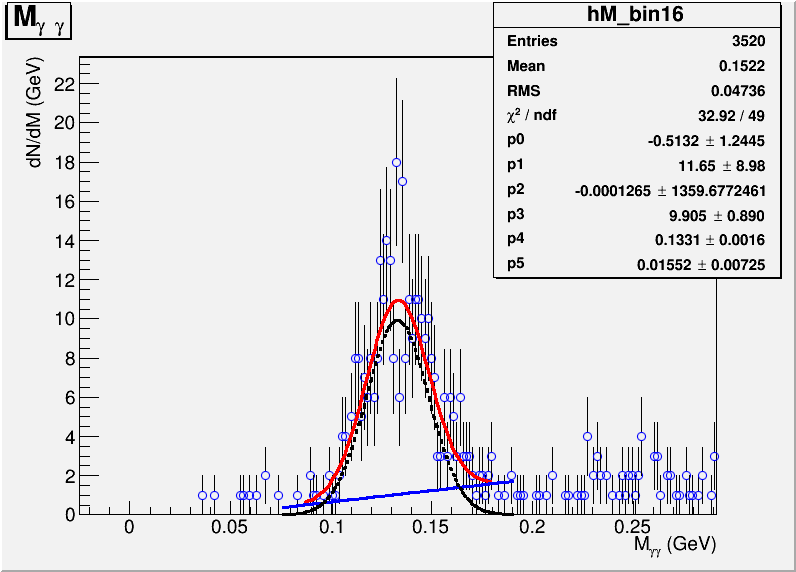 Mγ γ
hM_bin16
Entries 3520
Mean 0.1522
RMS 0.04736
χ² / ndf 32.92 / 49
p0 -0.5132 ± 1.2445
p1 11.65 ± 8.98
p2 -0.0001265 ± 1359.6772461
p3 9.905 ± 0.890
p4 0.1331 ± 0.0016
p5 0.01552 ± 0.00725
dN/dM (GeV)
22
20
18
16
14
12
10
8
6
4
2
0
0 0.05 0.1 0.15 0.2 0.25
Mγγ (GeV)